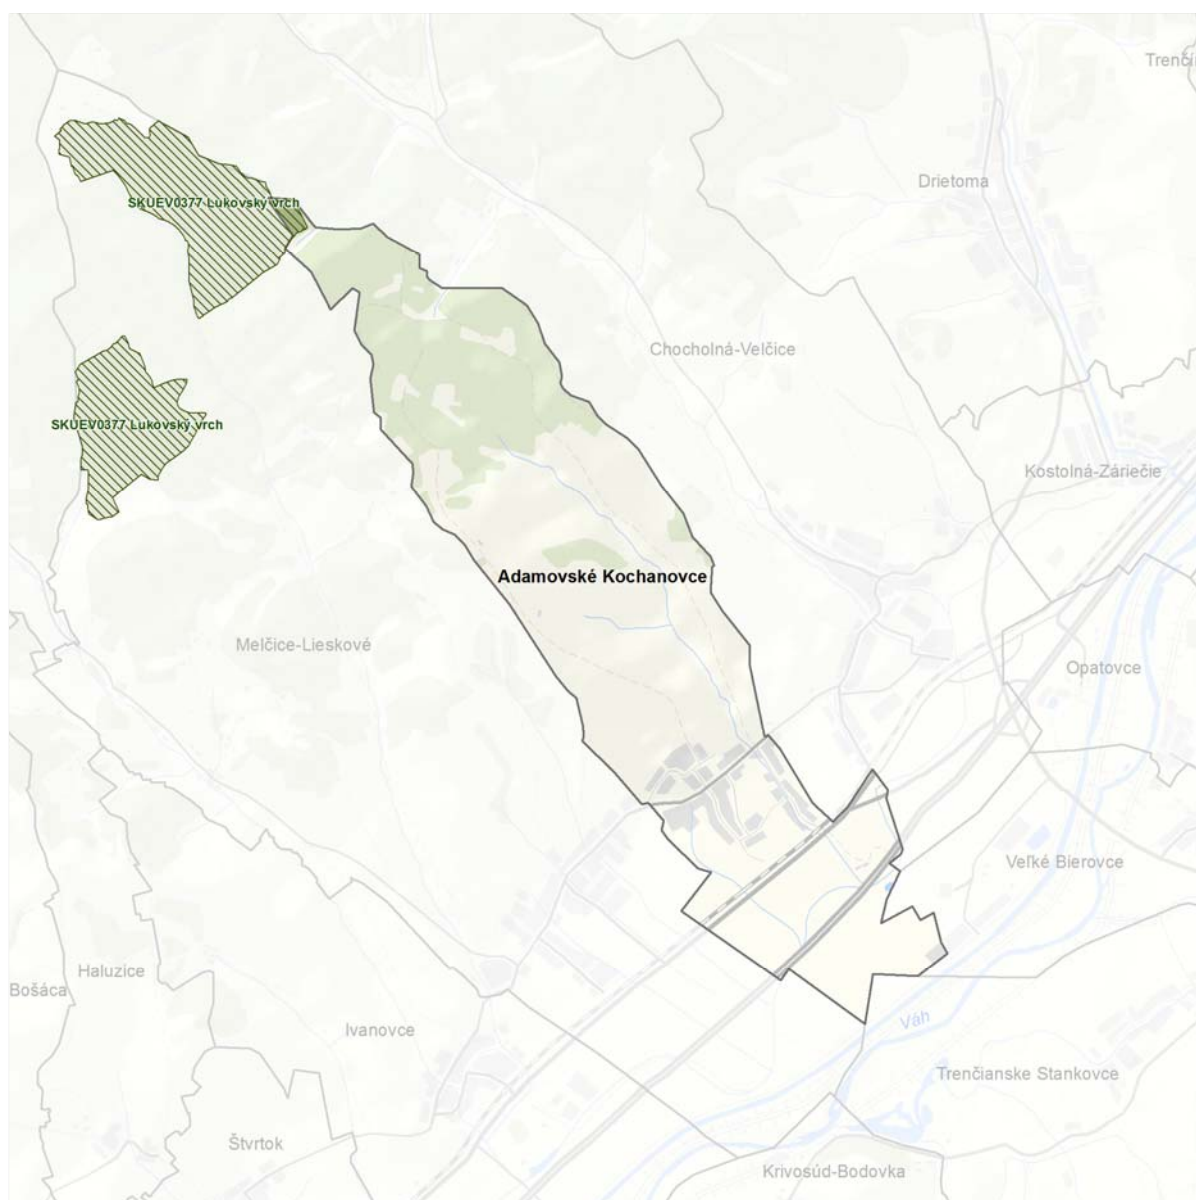 Trenčín
Drietoma
SKUEV0377 Lukovský vrch
Chocholná-Velčice
SKUEV0377 Lukovský vrch
Kostolná-Záriečie
Adamovské Kochanovce
Melčice-Lieskové
Opatovce
Veľké Bierovce
Haluzice
Bošáca
Ivanovce
Váh
Trenčianske Stankovce
Štvrtok
Krivosúd-Bodovka